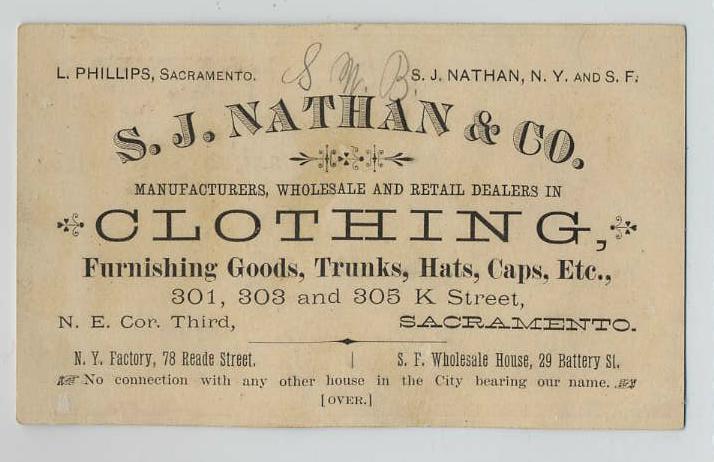 L. PHILLIPS, SACRAMENTO. S. J. NATHAN, N. Y. AND S. F.
S M. B.
S. J. NATHAN & CO.
MANUFACTURERS, WHOLESALE AND RETAIL DEALERS IN
CLOTHING,
Furnishing Goods, Trunks, Hats, Caps, Etc.,
301, 303 and 305 K Street,
N. E. Cor. Third, SACRAMENTO.
N. Y. Factory, 78 Reade Street. | S. F. Wholesale House, 29 Battery St.
No connection with any other house in the City bearing our name.
[OVER.]